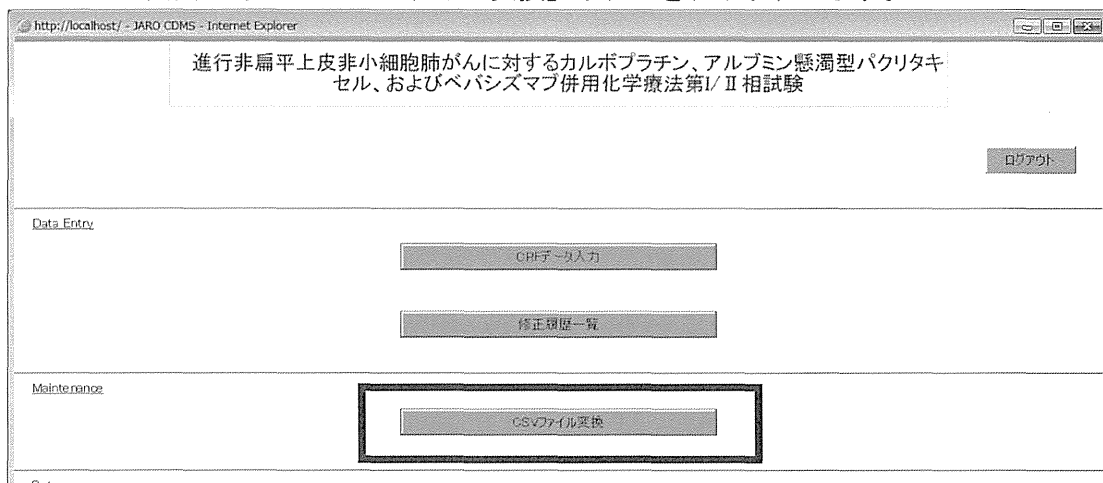 http://localhost/ - JARO CDMS - Internet Explorer
進行非扁平上皮非小細胞肺がんに対するカルボプラチン、アルブミン懸濁型パクリタキ
セル、およびベバシズマブ併用化学療法第I/Ⅱ相試験
ログアウト
Data Entry
CRFデータ入力
修正履歴一覧
Maintenance
CSVファイル変換